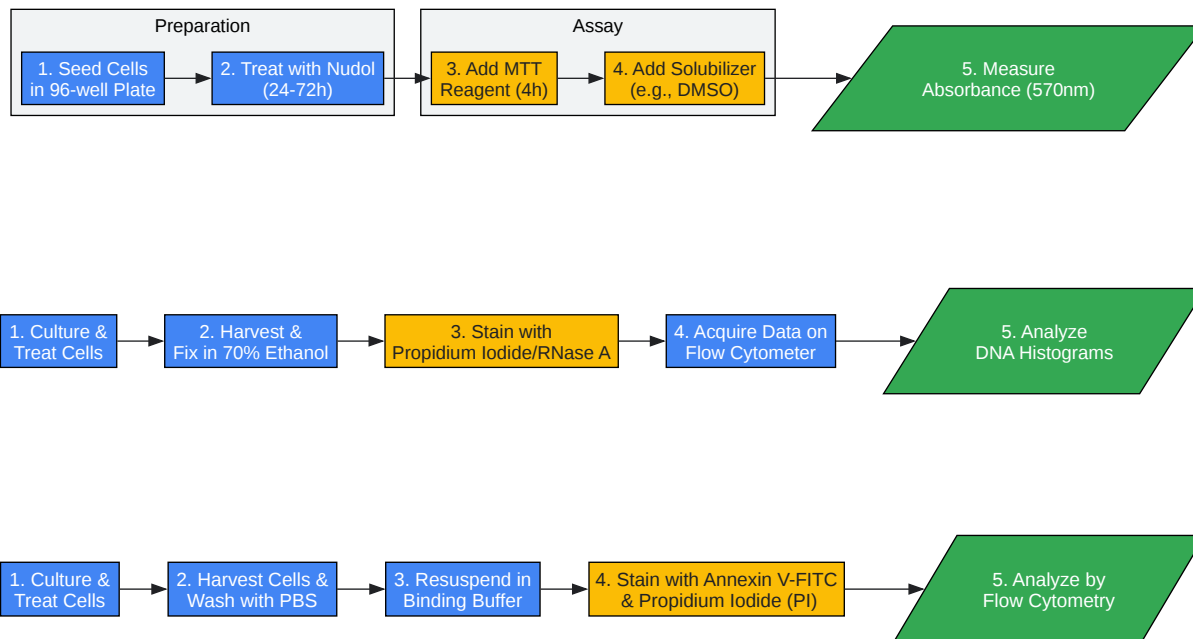 Preparation
Assay
1. Seed Cells
in 96-well Plate
2. Treat with Nudol
(24-72h)
3. Add MTT
Reagent (4h)
4. Add Solubilizer
(e.g., DMSO)
5. Measure
Absorbance (570nm)
1. Culture &
Treat Cells
2. Harvest &
Fix in 70% Ethanol
3. Stain with
Propidium Iodide/RNase A
4. Acquire Data on
Flow Cytometer
5. Analyze
DNA Histograms
1. Culture &
Treat Cells
2. Harvest Cells &
Wash with PBS
3. Resuspend in
Binding Buffer
4. Stain with Annexin V-FITC
& Propidium Iodide (PI)
5. Analyze by
Flow Cytometry